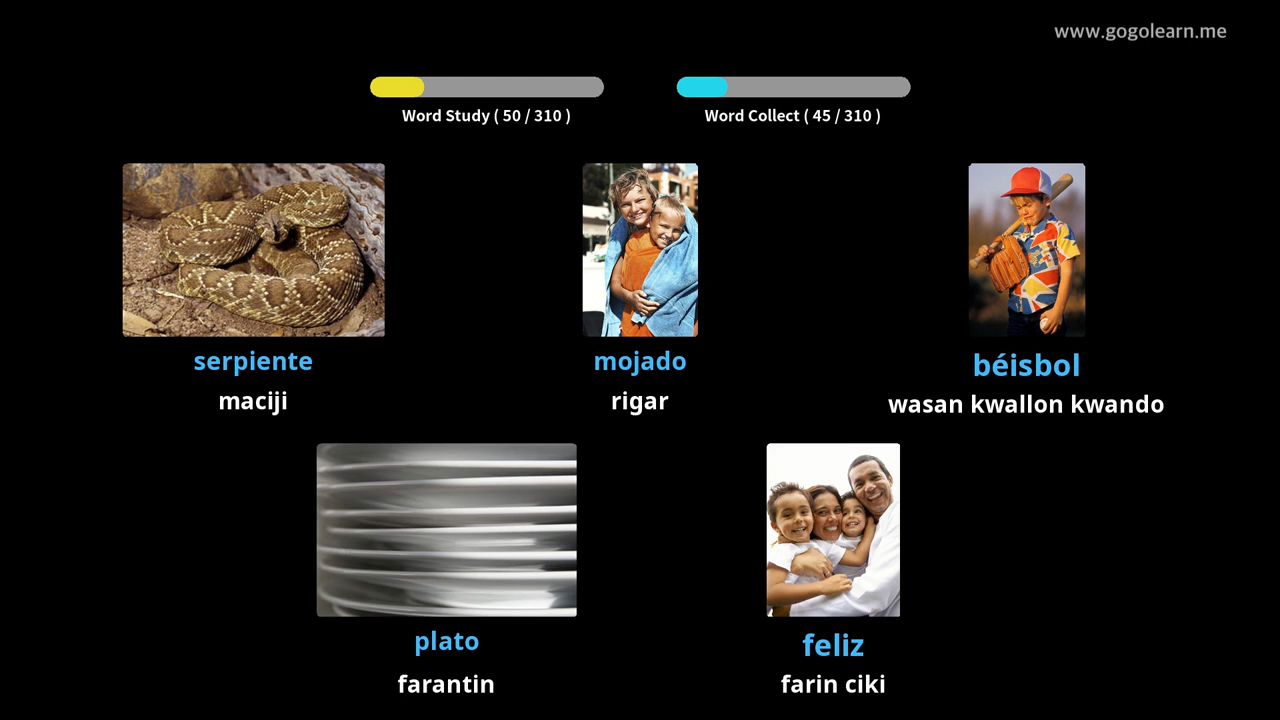 www.gogolearn.me
Word Study ( 50 / 310 )
Word Collect ( 45 / 310 )
serpiente
maciji
mojado
rigar
béisbol
wasan kwallon kwando
plato
farantin
feliz
farin ciki